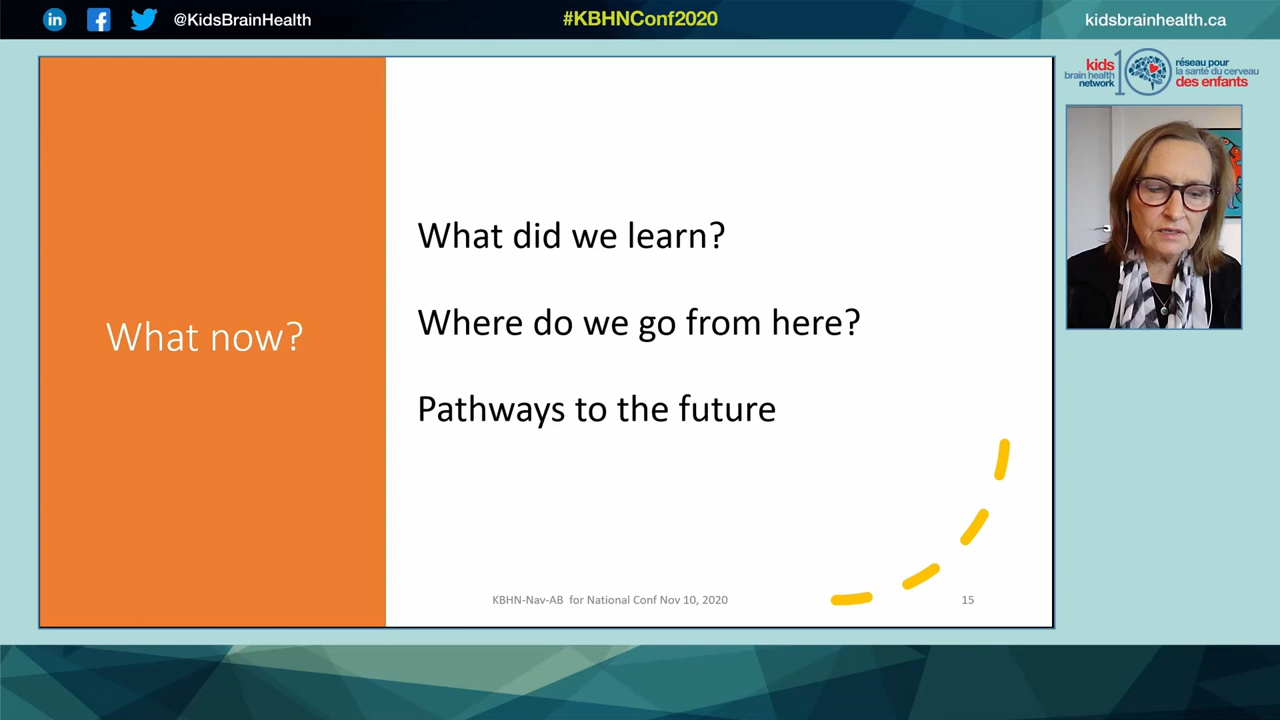 @KidsBrainHealth
#KBHNConf2020
kidsbrainhealth.ca
kids
brain health
network
10
réseau pour
la santé du cerveau
des enfants
What now?
What did we learn?
Where do we go from here?
Pathways to the future
KBHN-Nav-AB for National Conf Nov 10, 2020
15